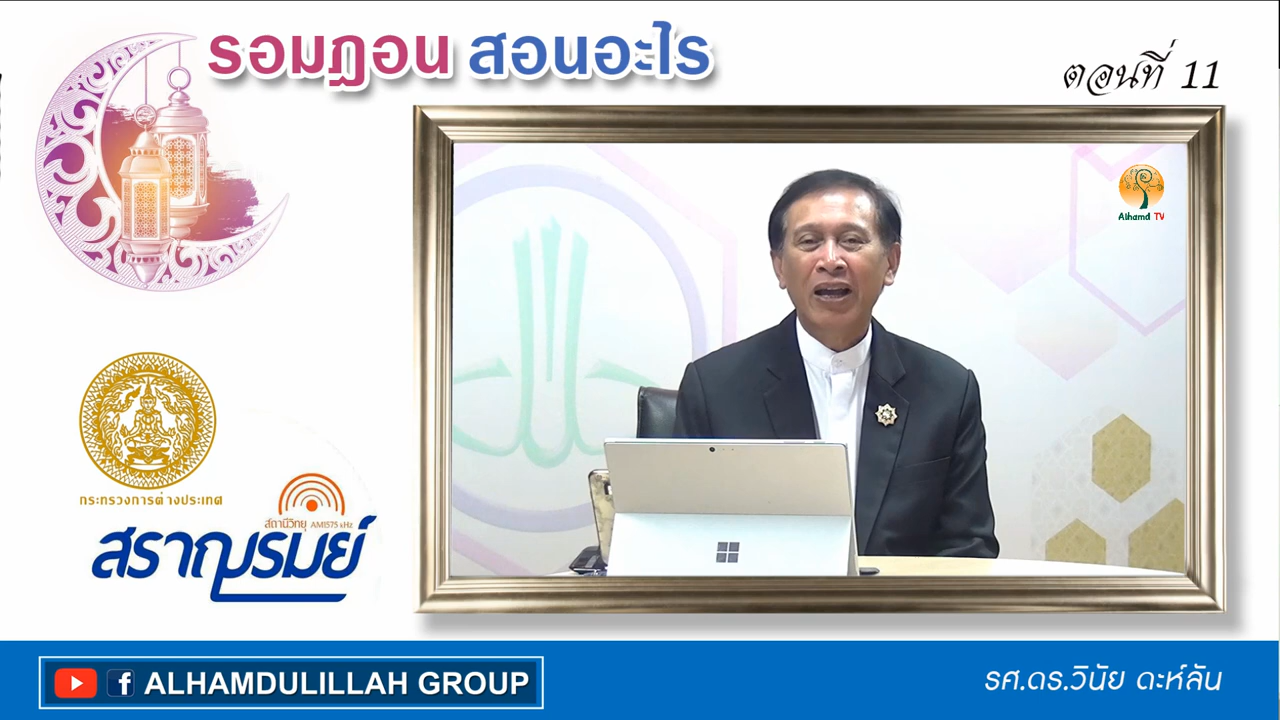 รอมฎอน สอนอะไร
ตอนที่ 11
Alhamd TV
กระทรวงการต่างประเทศ
สถานีวิทยุ AM1575 kHz
สราญรมย์
ALHAMDULILLAH GROUP
รศ.ดร.วินัย ดะห์ลัน